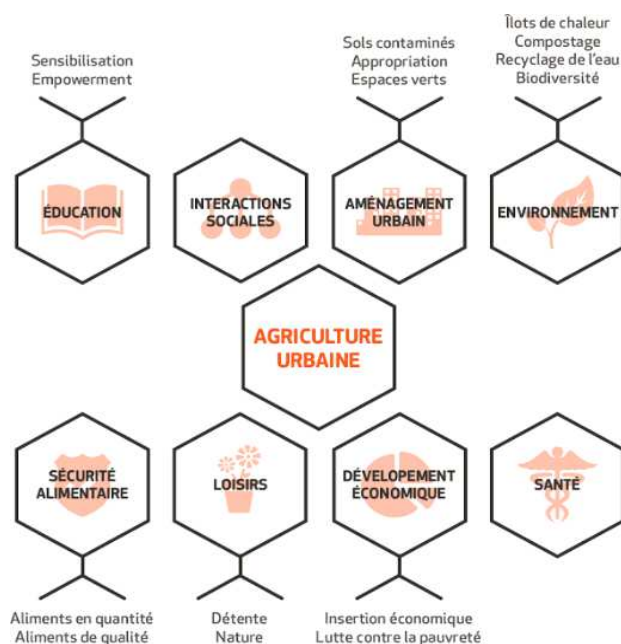 Sensibilisation
Empowerment
Sols contaminés
Appropriation
Espaces verts
Îlots de chaleur
Compostage
Recyclage de l'eau
Biodiversité
ÉDUCATION
INTERACTIONS
SOCIALES
AMÉNAGEMENT
URBAIN
ENVIRONNEMENT
AGRICULTURE
URBAINE
SÉCURITÉ
ALIMENTAIRE
LOISIRS
DÉVELOPEMENT
ÉCONOMIQUE
SANTÉ
Aliments en quantité
Aliments de qualité
Détente
Nature
Insertion économique
Lutte contre la pauvreté